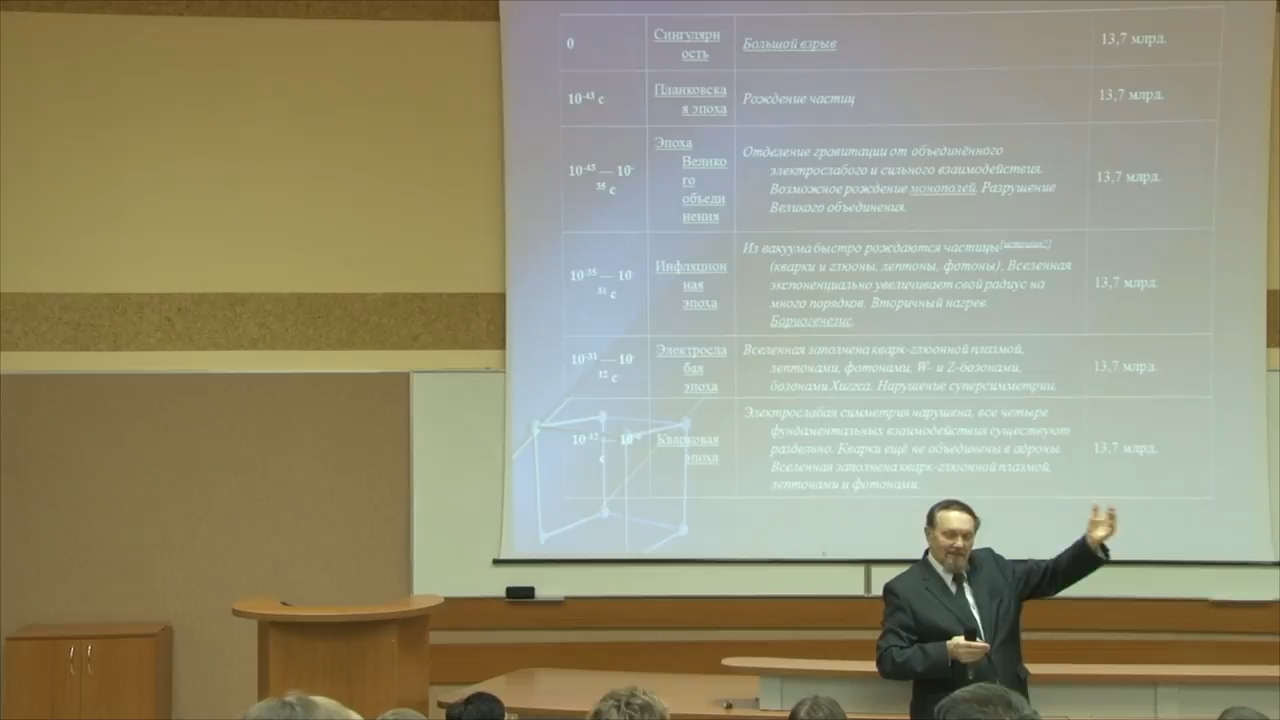 0
Сингулярн
ость
Большой взрыв
13,7 млрд.
10-43 с
Планковска
я эпоха
Рождение частиц
13,7 млрд.
10-43 — 10-
35 с
Эпоха
Велико
го
объеди
нения
Отделение гравитации от объединённого
электрослабого и сильного взаимодействия.
Возможное рождение монополей. Разрушение
Великого объединения.
13,7 млрд.
10-35 — 10-
31 с
Инфляцион
ная
эпоха
Из вакуума быстро рождаются частицы[источник?]
(кварки и глюоны, лептоны, фотоны), Вселенная
экспоненциально увеличивает свой радиус на
много порядков. Вторичный нагрев.
Бариогенезис.
13,7 млрд.
10-31 — 10-
12 с
Электросла
бая
эпоха
Вселенная заполнена кварк-глюонной плазмой,
лептонами, фотонами, W- и Z-бозонами,
бозонами Хиггса. Нарушение суперсимметрии.
13,7 млрд.
10-12 — 10-
с
Кварковая
эпоха
Электрослабая симметрия нарушена, все четыре
фундаментальных взаимодействия существуют
раздельно. Кварки ещё не объединены в адроны.
Вселенная заполнена кварк-глюонной плазмой,
лептонами и фотонами.
13,7 млрд.